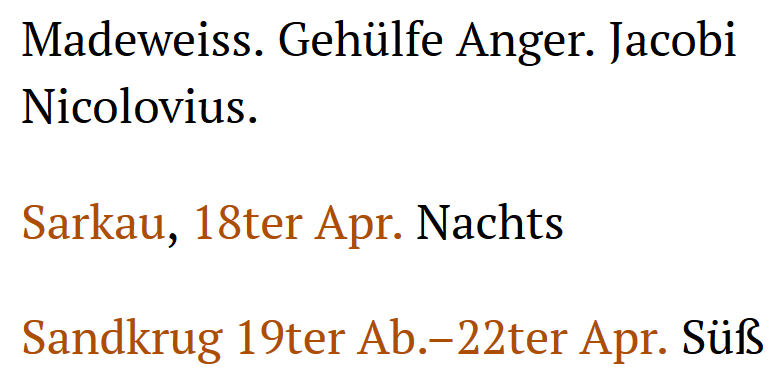 Madeweiss. Gehülfe Anger. Jacobi
Nicolovius.
Sarkau, 18ter Apr. Nachts
Sandkrug 19ter Ab.–22ter Apr. Süß